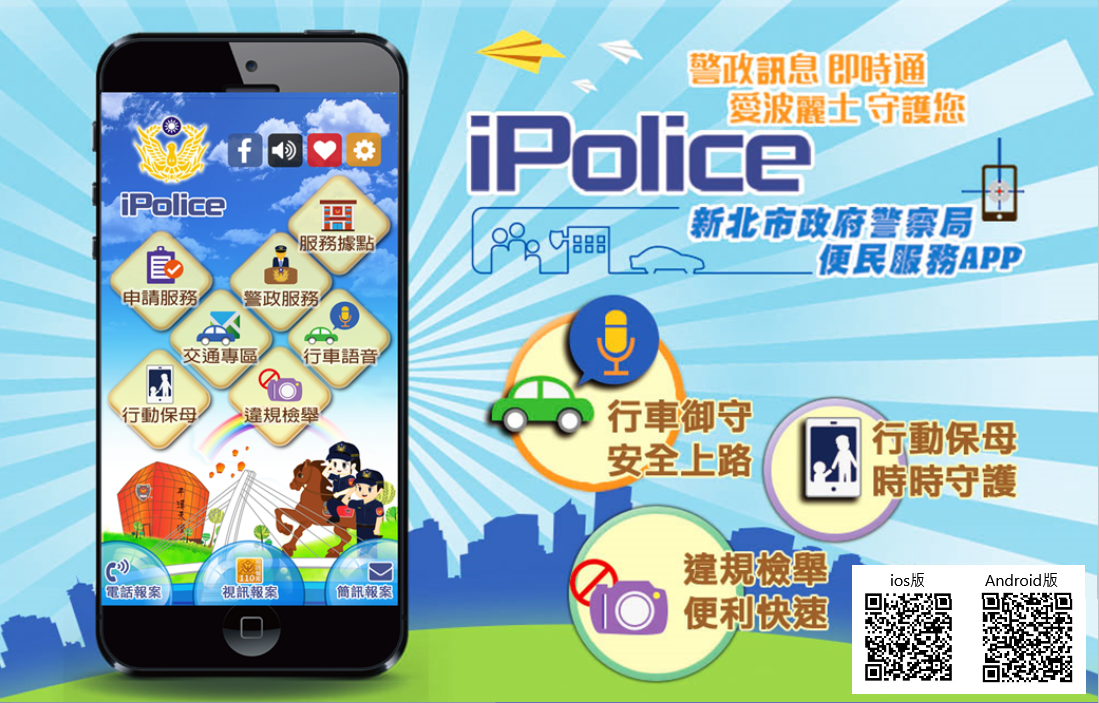 iPolice
服務據點
申請服務
警政服務
交通專區
行車語音
行動保母
違規檢舉
電話報案
110
視訊報案
簡訊報案
警政訊息 即時通
愛波麗士 守護您
iPolice
新北市政府警察局
便民服務APP
行車御守
安全上路
行動保母
時時守護
違規檢舉
便利快速
ios版
Android版